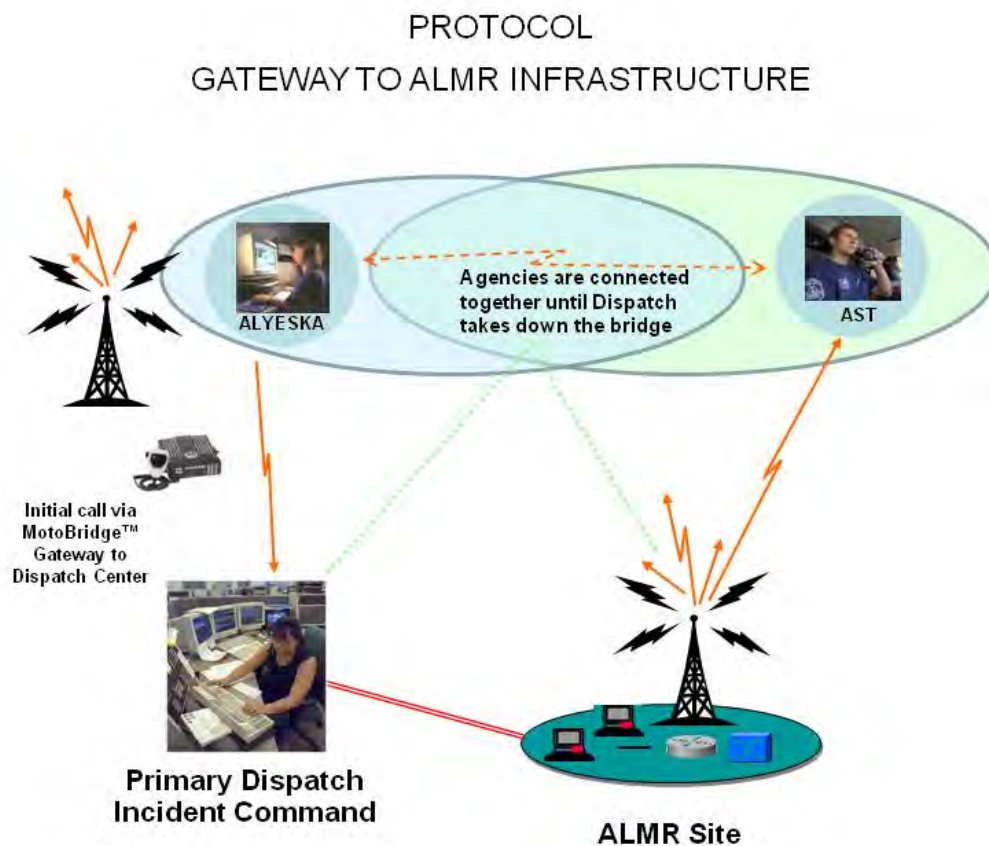 PROTOCOL
GATEWAY TO ALMR INFRASTRUCTURE
ALYESKA
Agencies are connected
together until Dispatch
takes down the bridge
AST
Initial call via
MotoBridge™
Gateway to
Dispatch Center
Primary Dispatch
Incident Command
ALMR Site